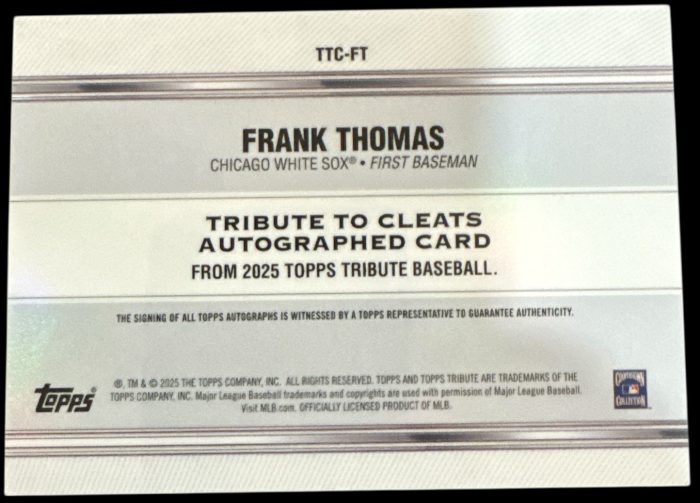 TTC-FT
FRANK THOMAS
CHICAGO WHITE SOX® • FIRST BASEMAN
TRIBUTE TO CLEATS
AUTOGRAPHED CARD
FROM 2025 TOPPS TRIBUTE BASEBALL.
THE SIGNING OF ALL TOPPS AUTOGRAPHS IS WITNESSED BY A TOPPS REPRESENTATIVE TO GUARANTEE AUTHENTICITY.
®, TM & © 2025 THE TOPPS COMPANY, INC. ALL RIGHTS RESERVED. TOPPS AND TOPPS TRIBUTE ARE TRADEMARKS OF THE
TOPPS COMPANY, INC. Major League Baseball trademarks and copyrights are used with permission of Major League Baseball.
Visit MLB.com. OFFICIALLY LICENSED PRODUCT OF MLB.
topps®
COOPERSTOWN
COLLECTION